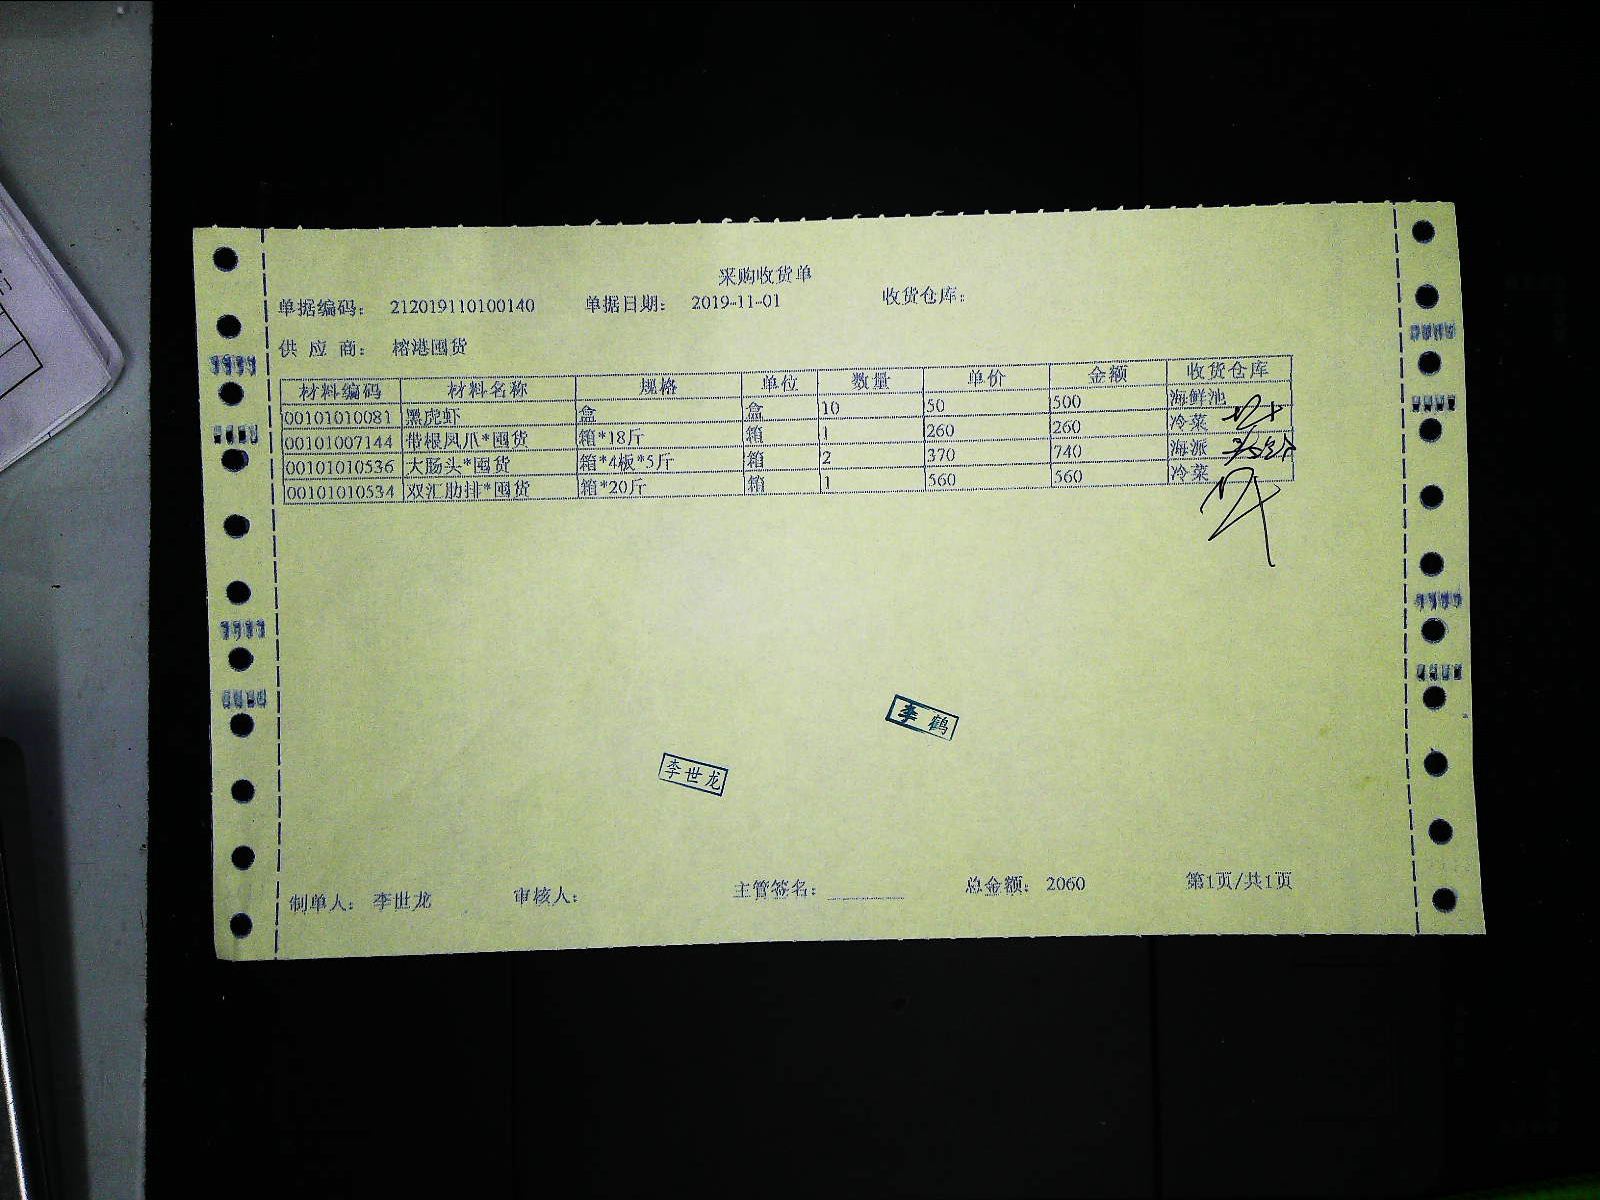 采购收货单
单据编码： 212019110100140 单据日期： 2019-11-01 收货仓库：
供 应 商： 榕港囤货
材料编码 材料名称 规格 单位 数量 单价 金额 收货仓库
00101010081 黑虎虾 盒 盒 10 50 500 海鲜池
00101007144 带根凤爪*囤货 箱*18斤 箱 1 260 260 冷菜
00101010536 大肠头*囤货 箱*4板*5斤 箱 2 370 740 海派
00101010534 双汇肋排*囤货 箱*20斤 箱 1 560 560 冷菜
李 鹤
李世龙
制单人： 李世龙 审核人： 主管签名： 总金额： 2060 第1页/共1页